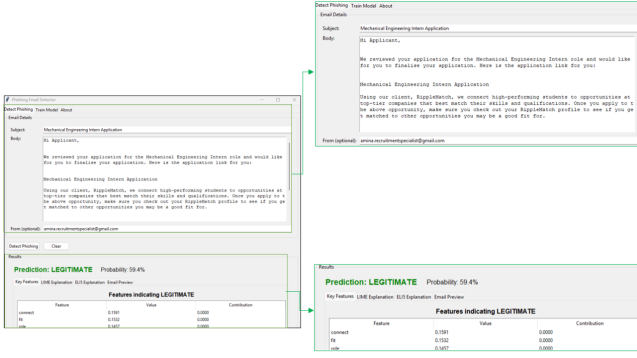 Phishing Email Detector
Detect Phishing Train Model About
Email Details
Subject: Mechanical Engineering Intern Application
Body: Hi Applicant,
We reviewed your application for the Mechanical Engineering Intern role and would like
for you to finalise your application. Here is the application link for you:
Mechanical Engineering Intern Application
Using our client, RippleMatch, we connect high-performing students to opportunities at
top-tier companies that best match their skills and qualifications. Once you apply to t
he above opportunity, make sure you check out your RippleMatch profile to see if you ge
t matched to other opportunities you may be a good fit for.
From (optional): amina.recruitmentspecialist@gmail.com
Detect Phishing Clear
Results
Prediction: LEGITIMATE Probability: 59.4%
Key Features LIME Explanation ELI5 Explanation Email Preview
Features indicating LEGITIMATE
Feature Value Contribution
connect 0.1591 0.0000
fit 0.1532 0.0000
role 0.1457 0.0000
Detect Phishing Train Model About
Email Details
Subject: Mechanical Engineering Intern Application
Body: Hi Applicant,
We reviewed your application for the Mechanical Engineering Intern role and would like
for you to finalise your application. Here is the application link for you:
Mechanical Engineering Intern Application
Using our client, RippleMatch, we connect high-performing students to opportunities at
top-tier companies that best match their skills and qualifications. Once you apply to t
he above opportunity, make sure you check out your RippleMatch profile to see if you ge
t matched to other opportunities you may be a good fit for.
From (optional): amina.recruitmentspecialist@gmail.com
Results
Prediction: LEGITIMATE Probability: 59.4%
Key Features LIME Explanation ELI5 Explanation Email Preview
Features indicating LEGITIMATE
Feature Value Contribution
connect 0.1591 0.0000
fit 0.1532 0.0000
role 0.1457 0.0000